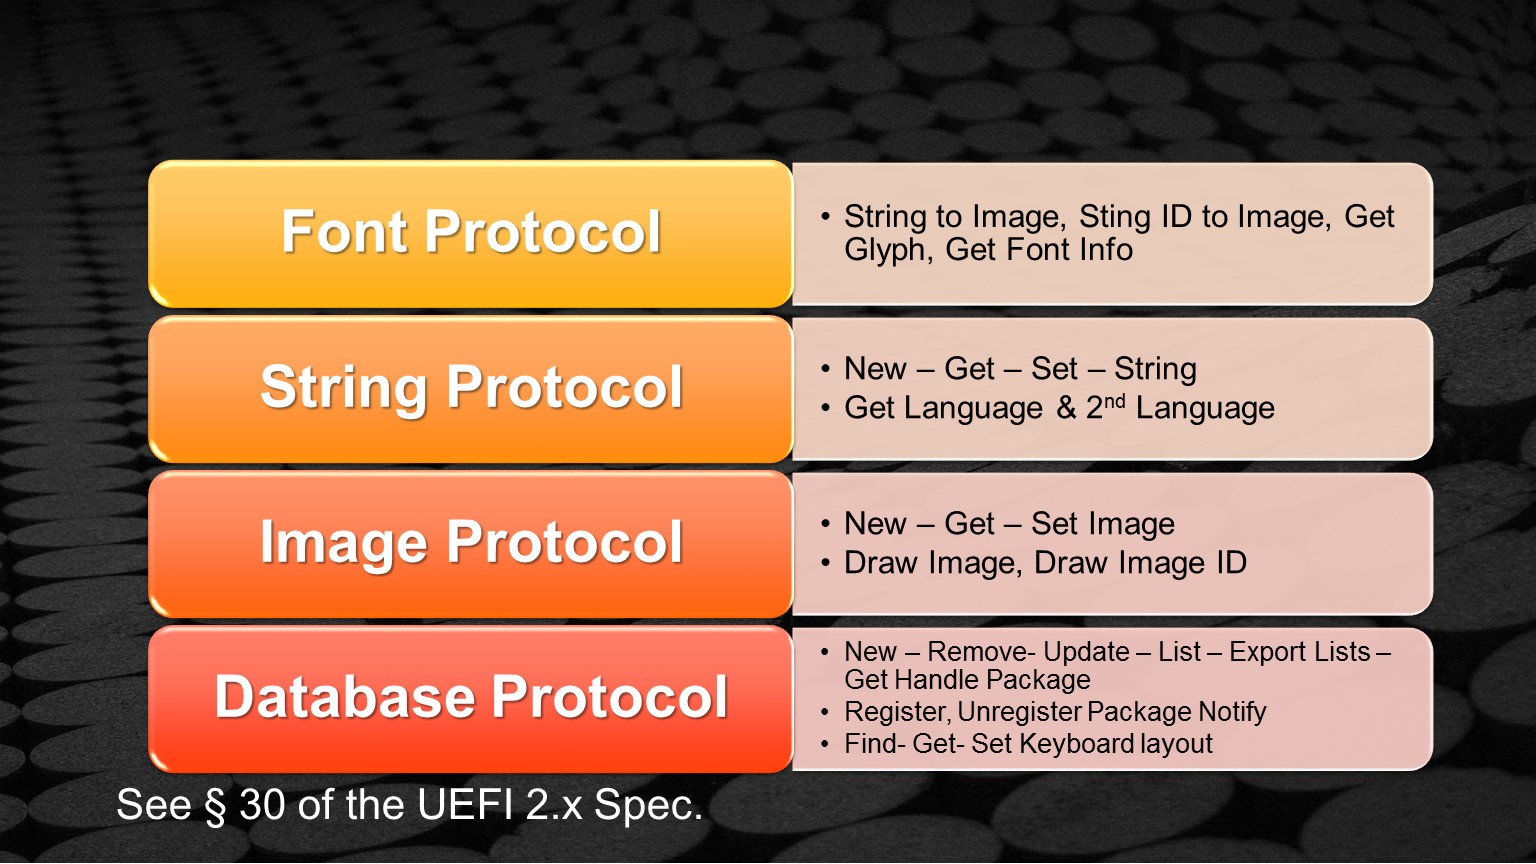 Font Protocol
• String to Image, Sting ID to Image, Get
Glyph, Get Font Info
String Protocol
• New – Get – Set – String
• Get Language & 2nd Language
Image Protocol
• New – Get – Set Image
• Draw Image, Draw Image ID
Database Protocol
• New – Remove- Update – List – Export Lists –
Get Handle Package
• Register, Unregister Package Notify
• Find- Get- Set Keyboard layout
See § 30 of the UEFI 2.x Spec.